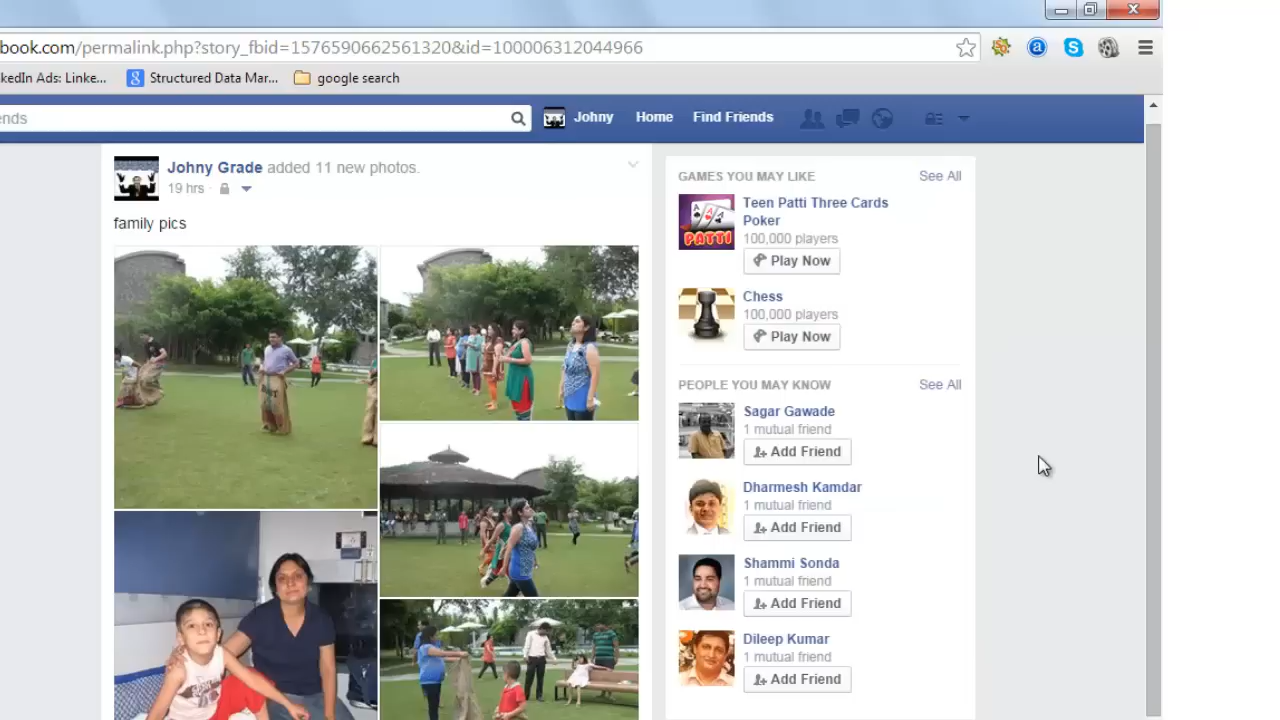 book.com/permalink.php?story_fbid=1576590662561320&id=100006312044966
kedIn Ads: Linke...
Structured Data Mar...
google search
ends
Johny
Home
Find Friends
Johny Grade added 11 new photos.
19 hrs ·
family pics
GAMES YOU MAY LIKE
See All
Teen Patti Three Cards
Poker
100,000 players
Play Now
PATTI
Chess
100,000 players
Play Now
PEOPLE YOU MAY KNOW
See All
Sagar Gawade
1 mutual friend
Add Friend
Dharmesh Kamdar
1 mutual friend
Add Friend
Shammi Sonda
1 mutual friend
Add Friend
Dileep Kumar
1 mutual friend
Add Friend